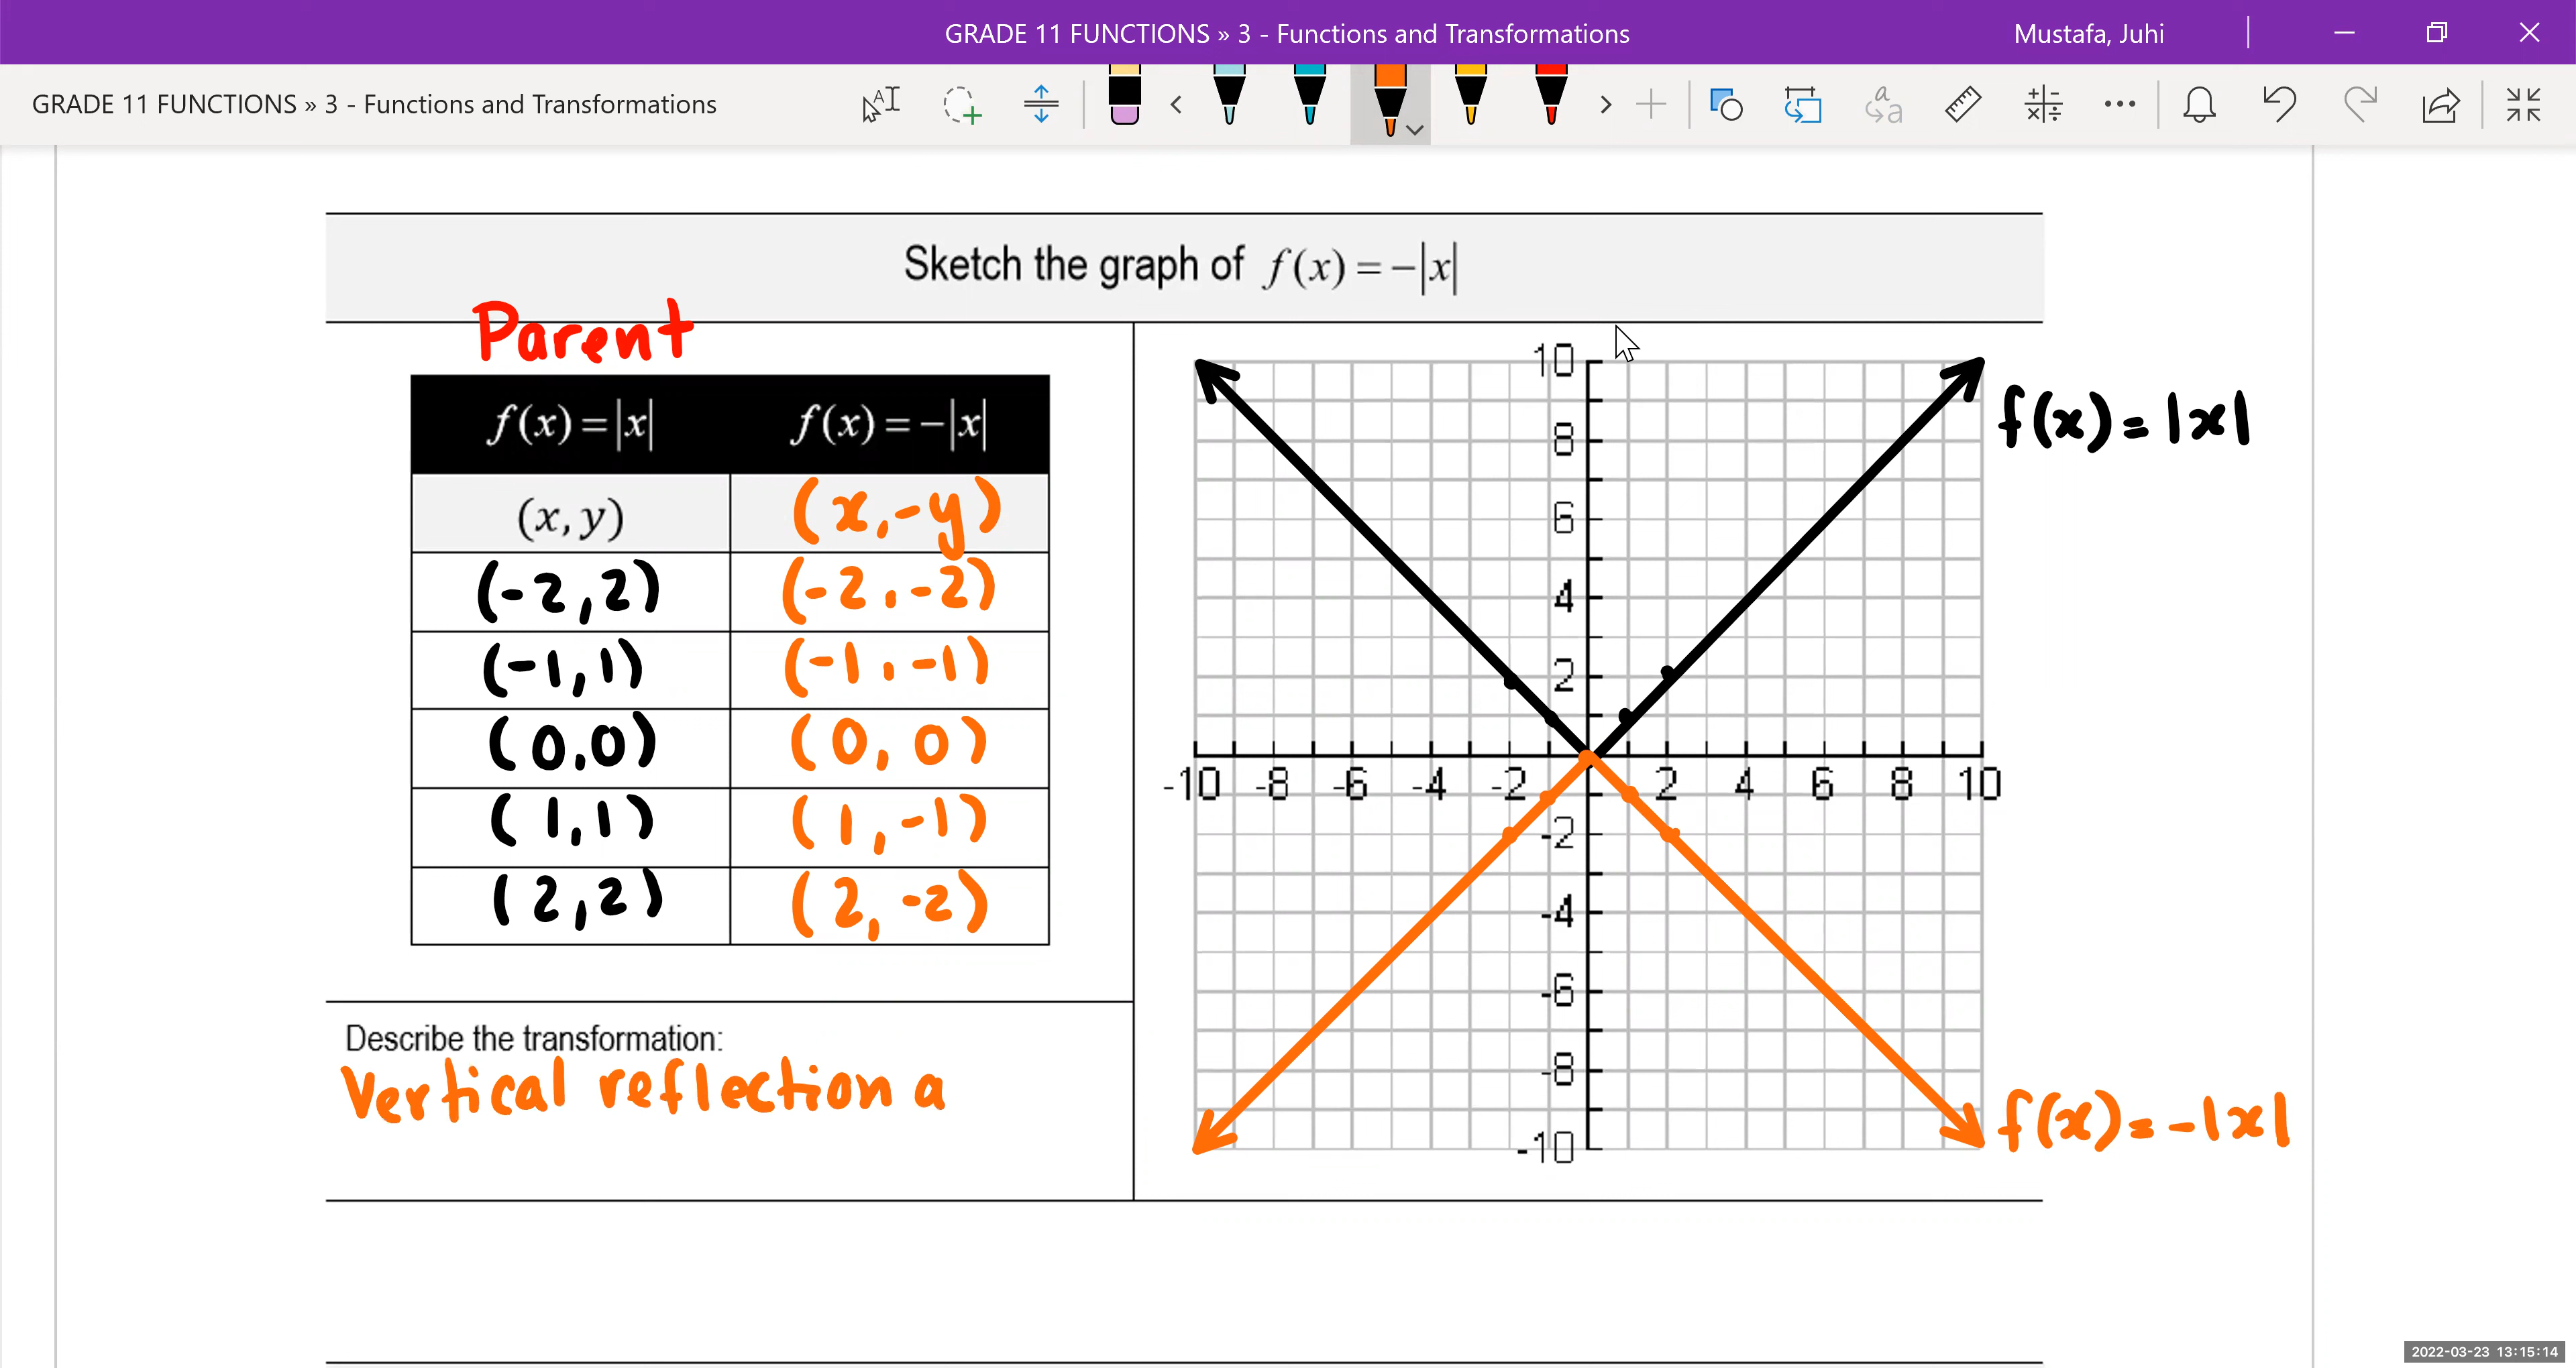 GRADE 11 FUNCTIONS » 3 - Functions and Transformations
Mustafa, Juhi
GRADE 11 FUNCTIONS » 3 - Functions and Transformations
Sketch the graph of f(x) = -|x|
Parent
f(x) = |x| f(x) = -|x|
(x, y) (x, -y)
(-2, 2) (-2, -2)
(-1, 1) (-1, -1)
(0, 0) (0, 0)
(1, 1) (1, -1)
(2, 2) (2, -2)
Describe the transformation:
Vertical reflection a
10
8
6
4
2
-10 -8 -6 -4 -2 2 4 6 8 10
-2
-4
-6
-8
-10
f(x) = |x|
f(x) = -|x|
2022-03-23 13:15:14